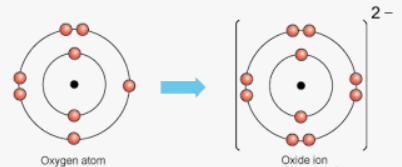 2 –
Oxygen atom
Oxide ion